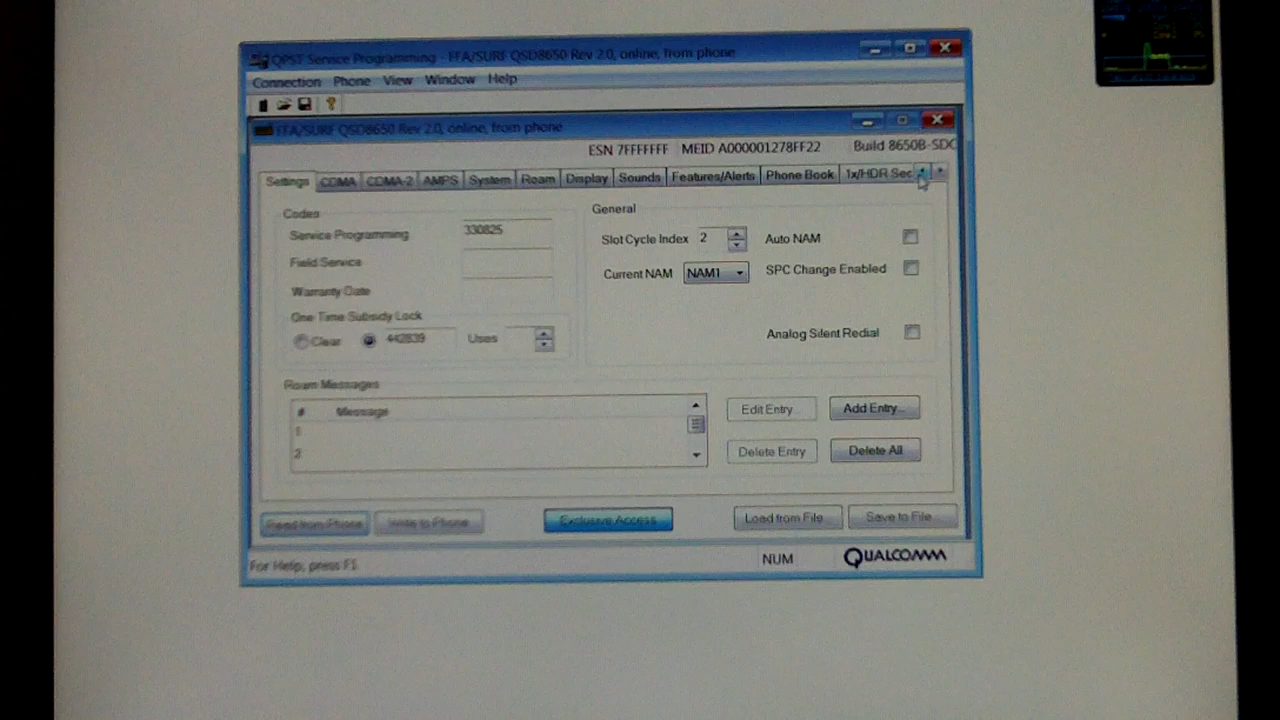 QPST Service Programming - FFA/SURF QSD8650 Rev 2.0, online, from phone
Connection Phone View Window Help
FFA/SURF QSD8650 Rev 2.0, online, from phone
ESN 7FFFFFFF MEID A000001278FF22 Build 8650B-SDC
Settings CDMA CDMA-2 AMPS System Roam Display Sounds Features/Alerts Phone Book 1x/HDR Sec
Codes
General
Service Programming 330825
Slot Cycle Index 2 Auto NAM
Field Service
Current NAM NAM1 SPC Change Enabled
Warranty Date
One Time Subsidy Lock
Clear 442839 Uses
Analog Silent Redial
Roam Messages
# Message
Edit Entry... Add Entry...
1
2
Delete Entry Delete All
Read from Phone Write to Phone Exclusive Access Load from File Save to File...
For Help, press F1 NUM QUALCOMM